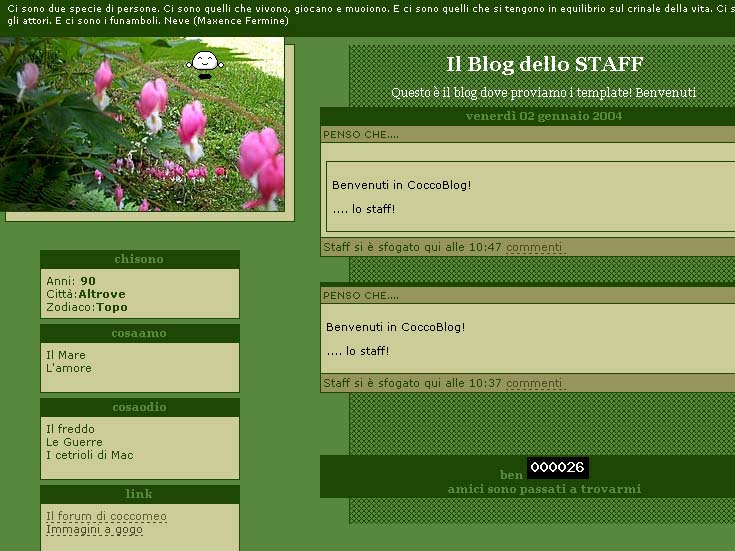 Ci sono due specie di persone. Ci sono quelli che vivono, giocano e muoiono. E ci sono quelli che si tengono in equilibrio sul crinale della vita. Ci s
gli attori. E ci sono i funamboli. Neve (Maxence Fermine)
Il Blog dello STAFF
Questo è il blog dove proviamo i template! Benvenuti
venerdì 02 gennaio 2004
PENSO CHE....
Benvenuti in CoccoBlog!
.... lo staff!
Staff si è sfogato qui alle 10:47 commenti
PENSO CHE....
Benvenuti in CoccoBlog!
.... lo staff!
Staff si è sfogato qui alle 10:37 commenti
ben 000026
amici sono passati a trovarmi
chisono
Anni: 90
Città:Altrove
Zodiaco:Topo
cosaamo
Il Mare
L'amore
cosaodio
Il freddo
Le Guerre
I cetrioli di Mac
link
Il forum di coccomeo
Immagini a gogo